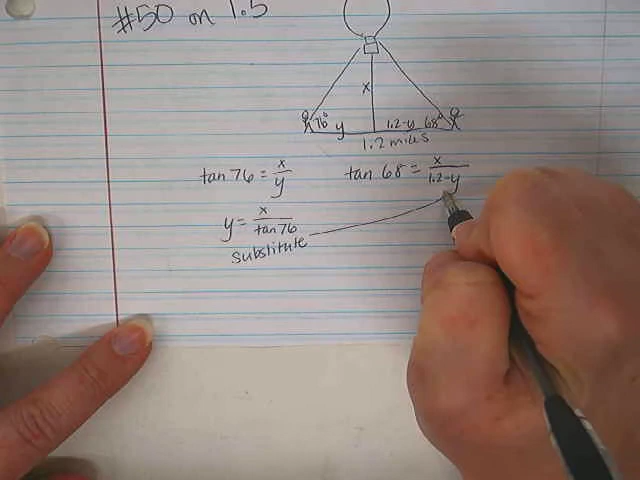 #50 on 1.5
x
76° y 1.2-y 68°
1.2 miles
tan 76 = x/y tan 68 = x/1.2-y
y = x/tan 76
substitute